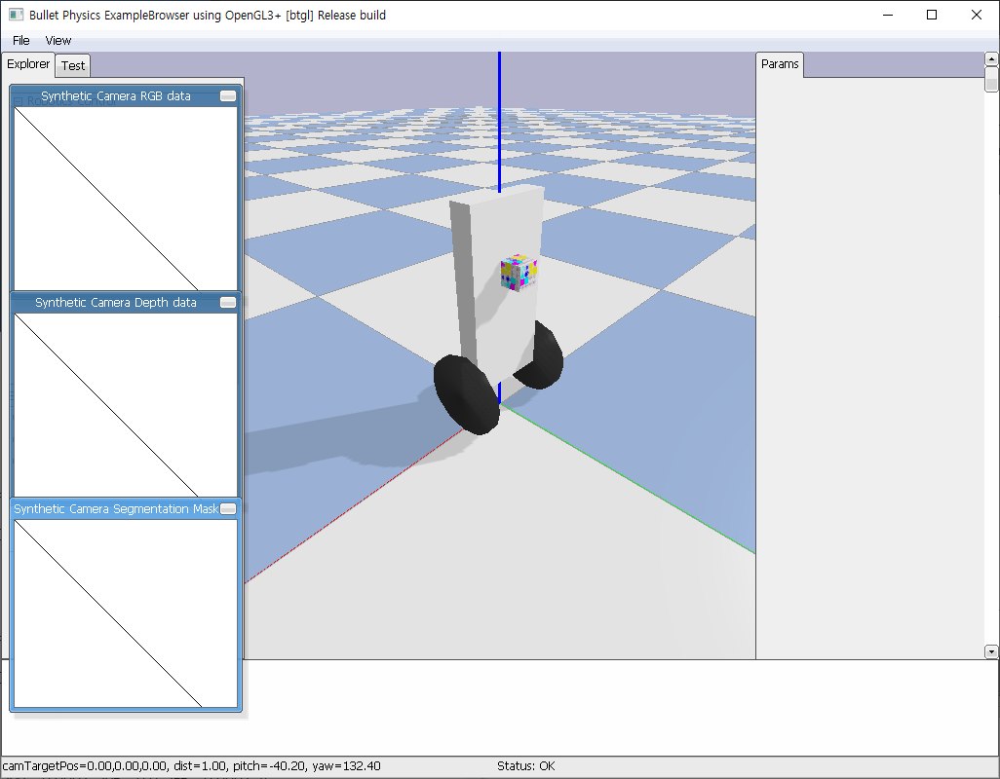 Bullet Physics ExampleBrowser using OpenGL3+ [btgl] Release build
File View
Explorer Test
Params
Synthetic Camera RGB data
Synthetic Camera Depth data
Synthetic Camera Segmentation Mask
camTargetPos=0.00,0.00,0.00, dist=1.00, pitch=-40.20, yaw=132.40
Status: OK